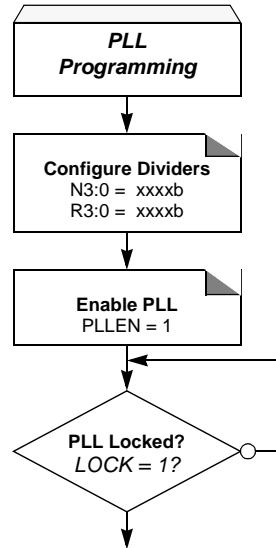 PLL
Programming
Configure Dividers
N3:0 = xxxxb
R3:0 = xxxxb
Enable PLL
PLLEN = 1
PLL Locked?
LOCK = 1?